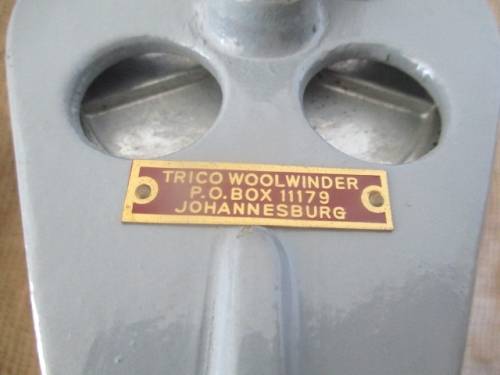 TRICO WOOLWINDER
P.O. BOX 11179
JOHANNESBURG